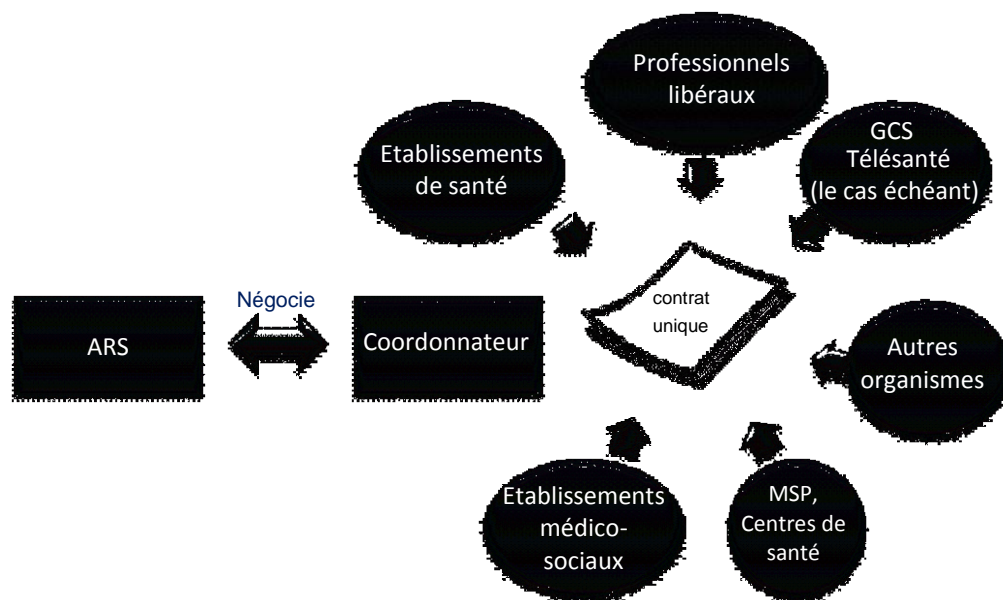 Professionnels
libéraux
GCS
Télésanté
(le cas échéant)
Etablissements
de santé
Négocie
ARS
Coordonnateur
contrat
unique
Autres
organismes
Etablissements
médico-
sociaux
MSP,
Centres de
santé